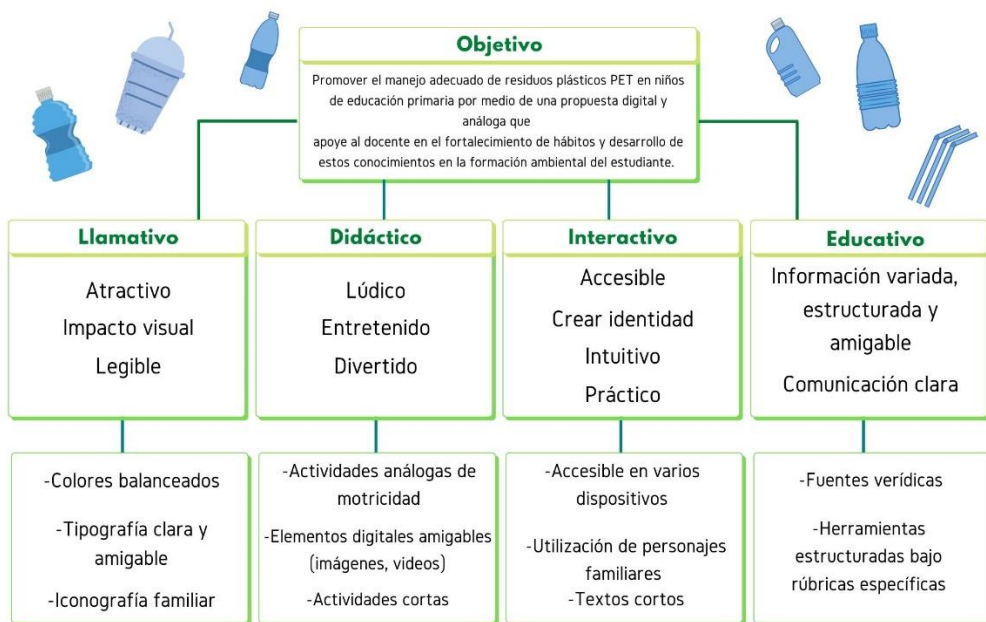 Objetivo
Promover el manejo adecuado de residuos plásticos PET en niños
de educación primaria por medio de una propuesta digital y
análoga que
apoye al docente en el fortalecimiento de hábitos y desarrollo de
estos conocimientos en la formación ambiental del estudiante.
Llamativo
Atractivo
Impacto visual
Legible
-Colores balanceados
-Tipografía clara y
amigable
-Iconografía familiar
Didáctico
Lúdico
Entretenido
Divertido
-Actividades análogas de
motricidad
-Elementos digitales amigables
(imágenes, videos)
-Actividades cortas
Interactivo
Accesible
Crear identidad
Intuitivo
Práctico
-Accesible en varios
dispositivos
-Utilización de personajes
familiares
-Textos cortos
Educativo
Información variada,
estructurada y
amigable
Comunicación clara
-Fuentes verídicas
-Herramientas
estructuradas bajo
rúbricas específicas